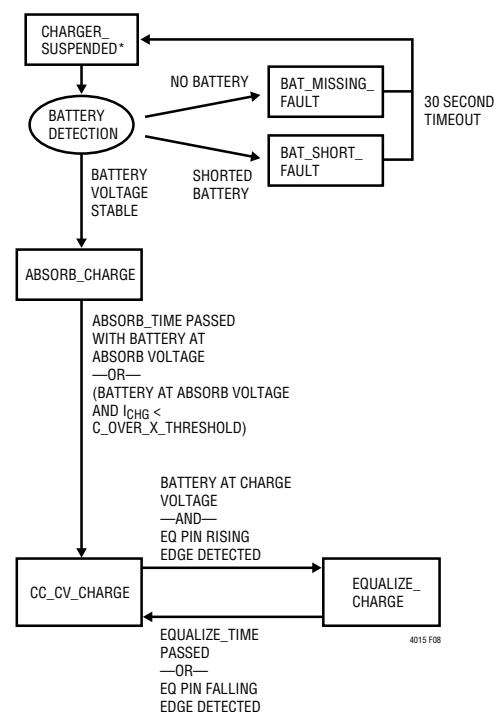 CHARGER_
SUSPENDED*
NO BATTERY
BAT_MISSING_
FAULT
30 SECOND
TIMEOUT
BATTERY
DETECTION
BAT_SHORT_
FAULT
BATTERY
VOLTAGE
STABLE
SHORTED
BATTERY
ABSORB_CHARGE
ABSORB_TIME PASSED
WITH BATTERY AT
ABSORB VOLTAGE
—OR—
(BATTERY AT ABSORB VOLTAGE
AND ICHG <
C_OVER_X_THRESHOLD)
BATTERY AT CHARGE
VOLTAGE
—AND—
EQ PIN RISING
EDGE DETECTED
CC_CV_CHARGE
EQUALIZE_
CHARGE
4015 F08
EQUALIZE_TIME
PASSED
—OR—
EQ PIN FALLING
EDGE DETECTED